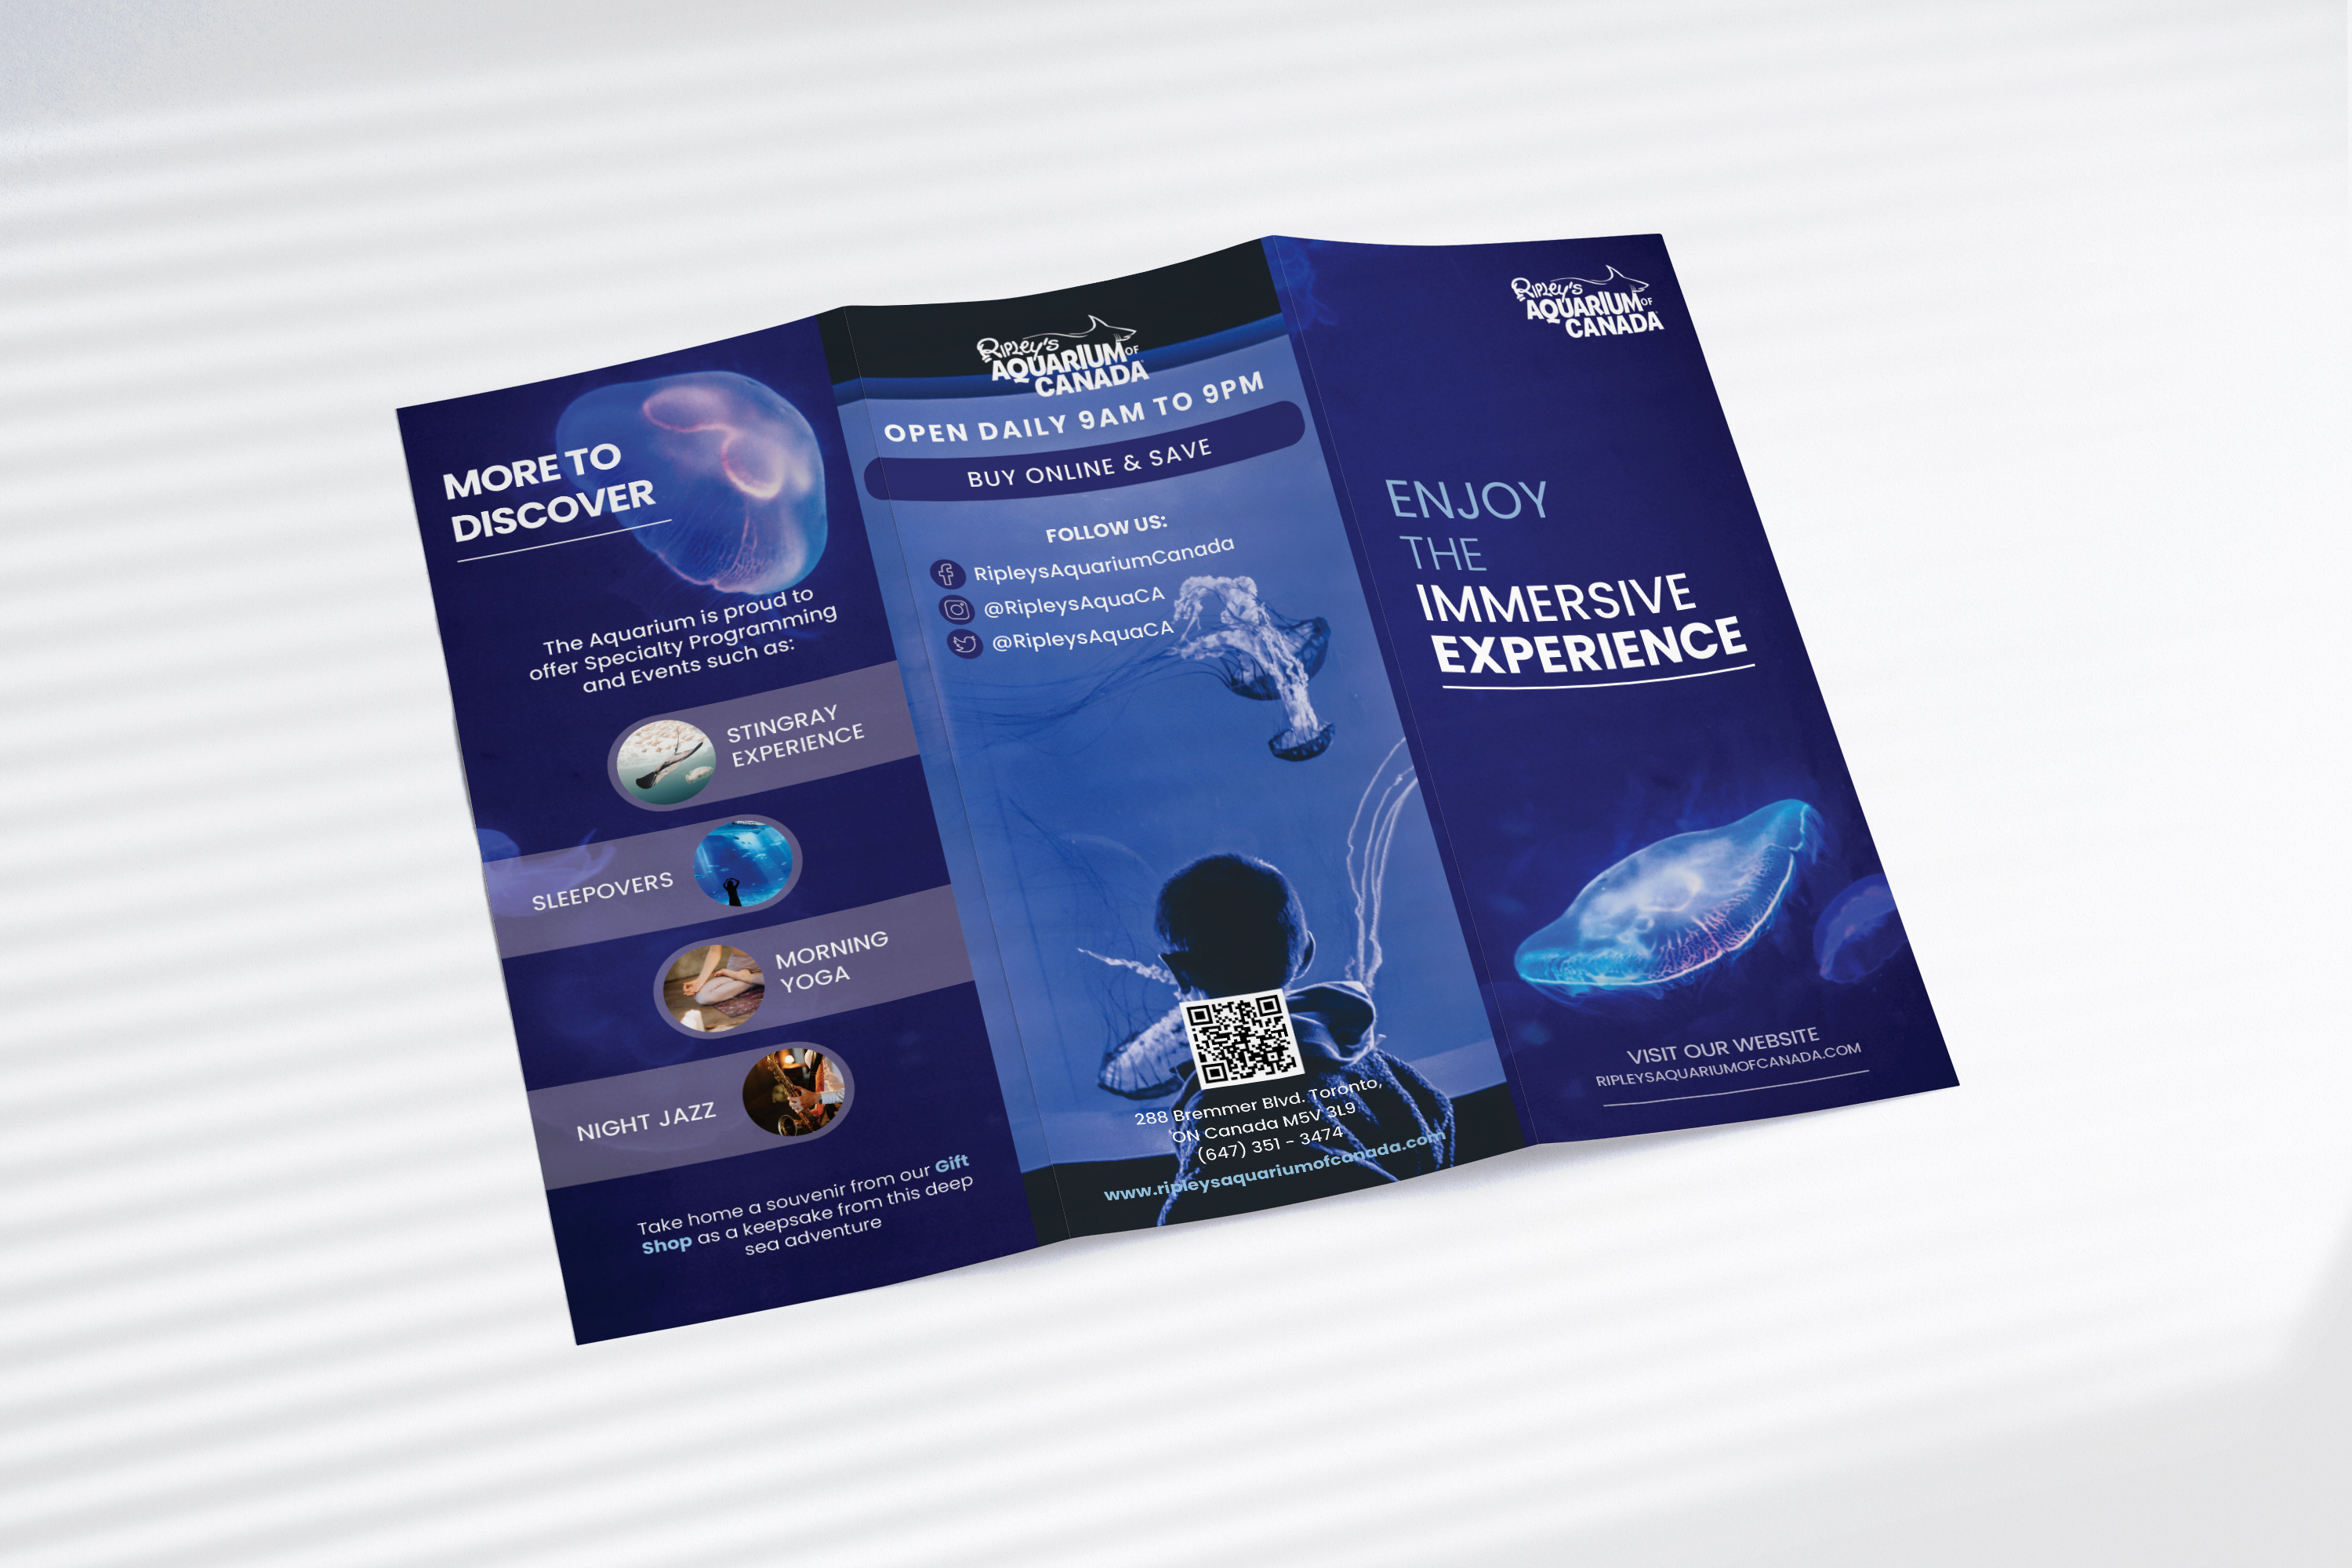 MORE TO
DISCOVER
The Aquarium is proud to
offer Specialty Programming
and Events such as:
STINGRAY
EXPERIENCE
SLEEPOVERS
MORNING
YOGA
NIGHT JAZZ
Take home a souvenir from our Gift
Shop as a keepsake from this deep
sea adventure
RIPLEY'S
AQUARIUM OF
CANADA
OPEN DAILY 9AM TO 9PM
BUY ONLINE & SAVE
FOLLOW US:
RipleysAquariumCanada
@RipleysAquaCA
@RipleysAquaCA
288 Bremmer Blvd. Toronto,
ON Canada M5V 3L9
(647) 351 - 3474
www.ripleysaquariumofcanada.com
RIPLEY'S
AQUARIUM OF
CANADA
ENJOY
THE
IMMERSIVE
EXPERIENCE
VISIT OUR WEBSITE
RIPLEYSAQUARIUMOFCANADA.COM